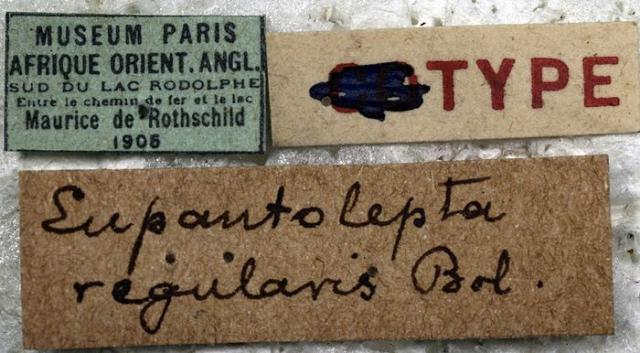 MUSEUM PARIS
AFRIQUE ORIENT. ANGL.
SUD DU LAC RODOLPHE
Entre le chemin de fer et le lac
Maurice de Rothschild
1905
TYPE
Eupantolepta
regularis Bol.